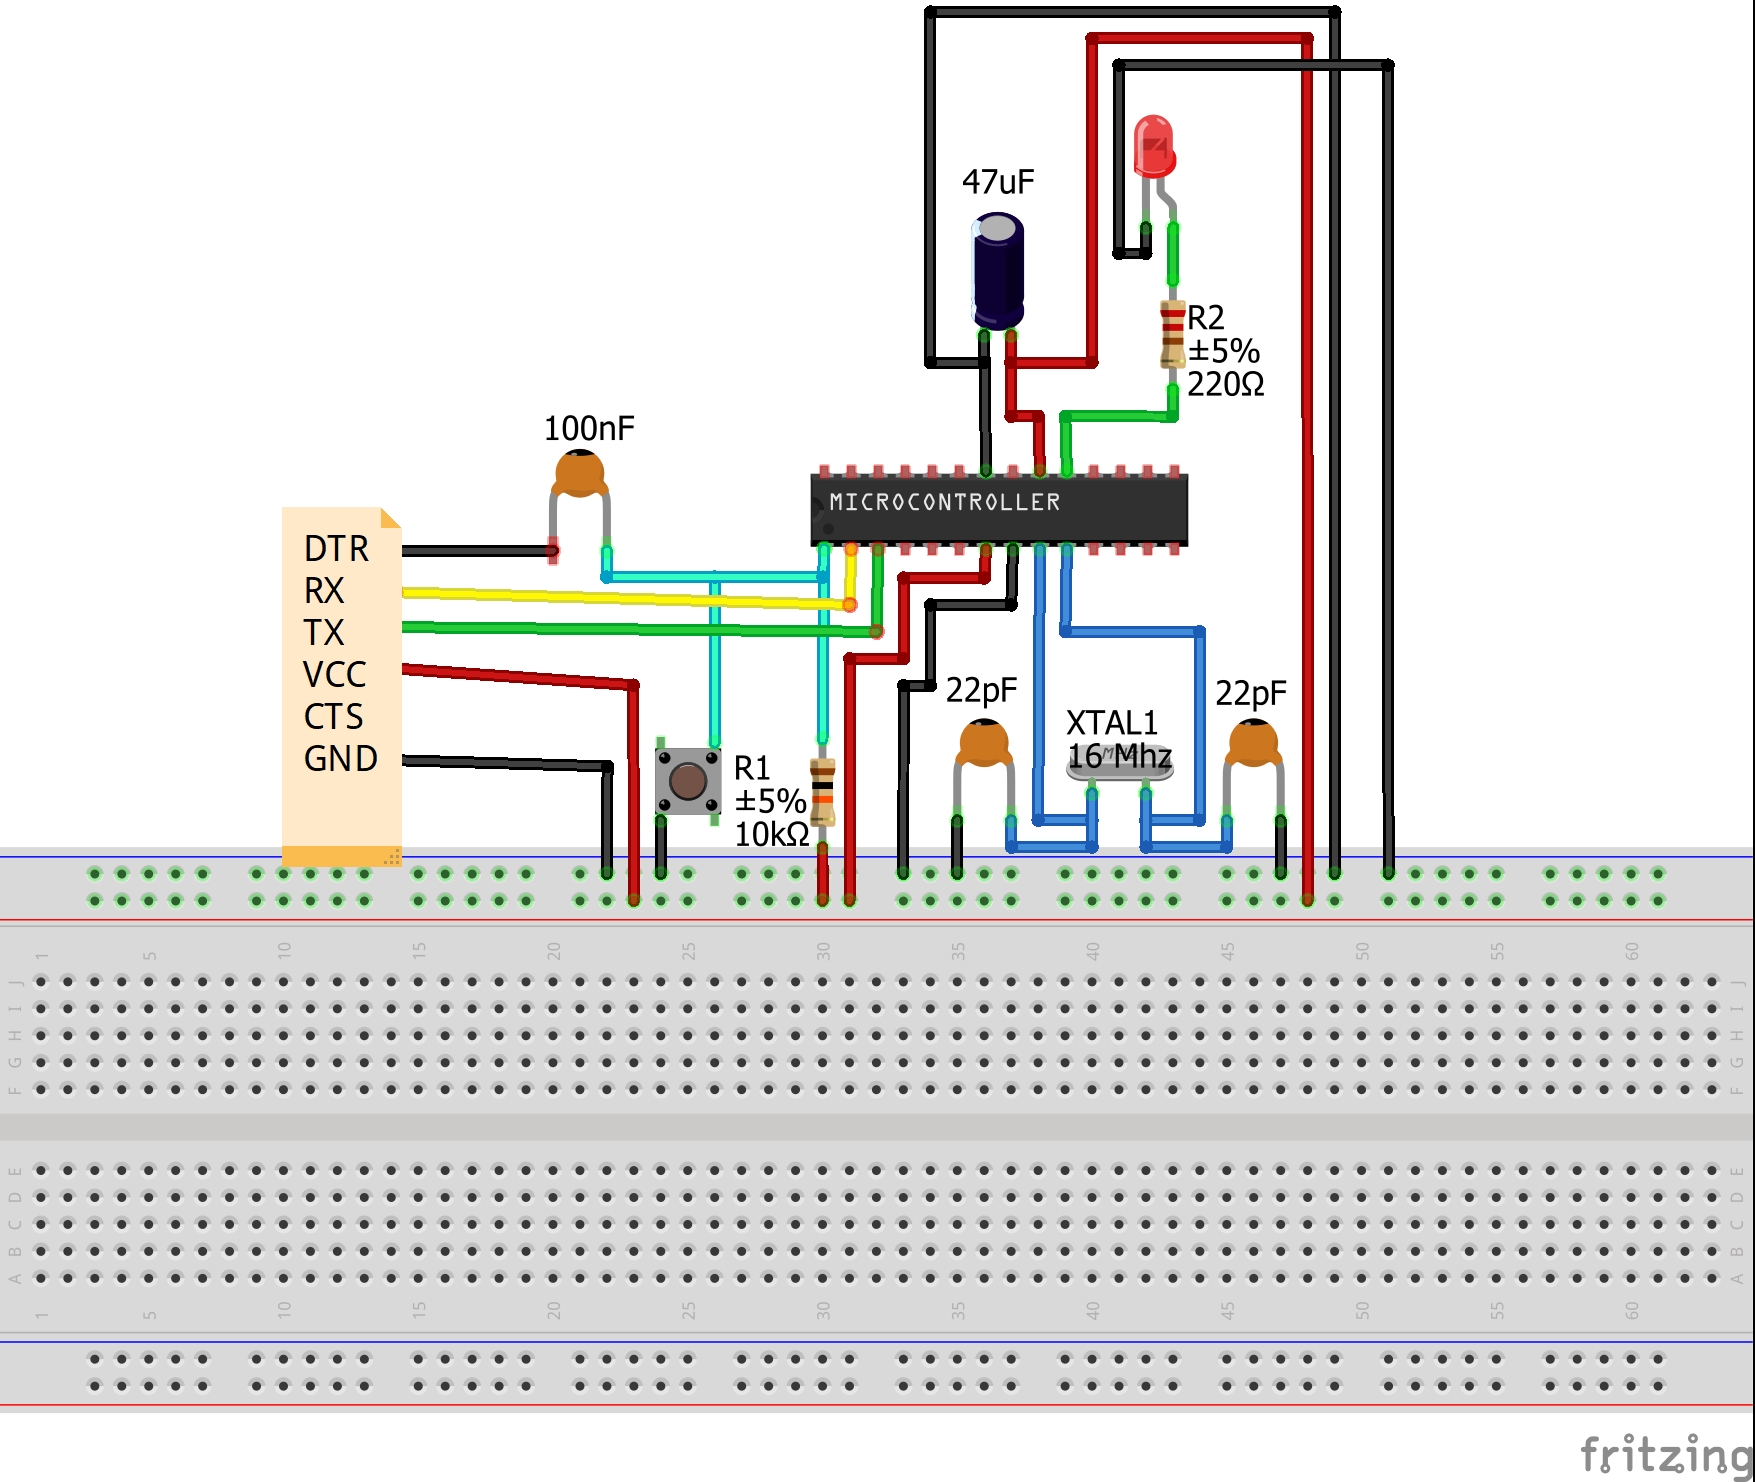 47uF
R2
±5%
220Ω
100nF
MICROCONTROLLER
DTR
RX
TX
VCC
CTS
GND
22pF
XTAL1
16 Mhz
22pF
R1
±5%
10kΩ
1 5 10 15 20 25 30 35 40 45 50 55 60
J J
I I
H H
G G
F F
E E
D D
C C
B B
A A
1 5 10 15 20 25 30 35 40 45 50 55 60
fritzing